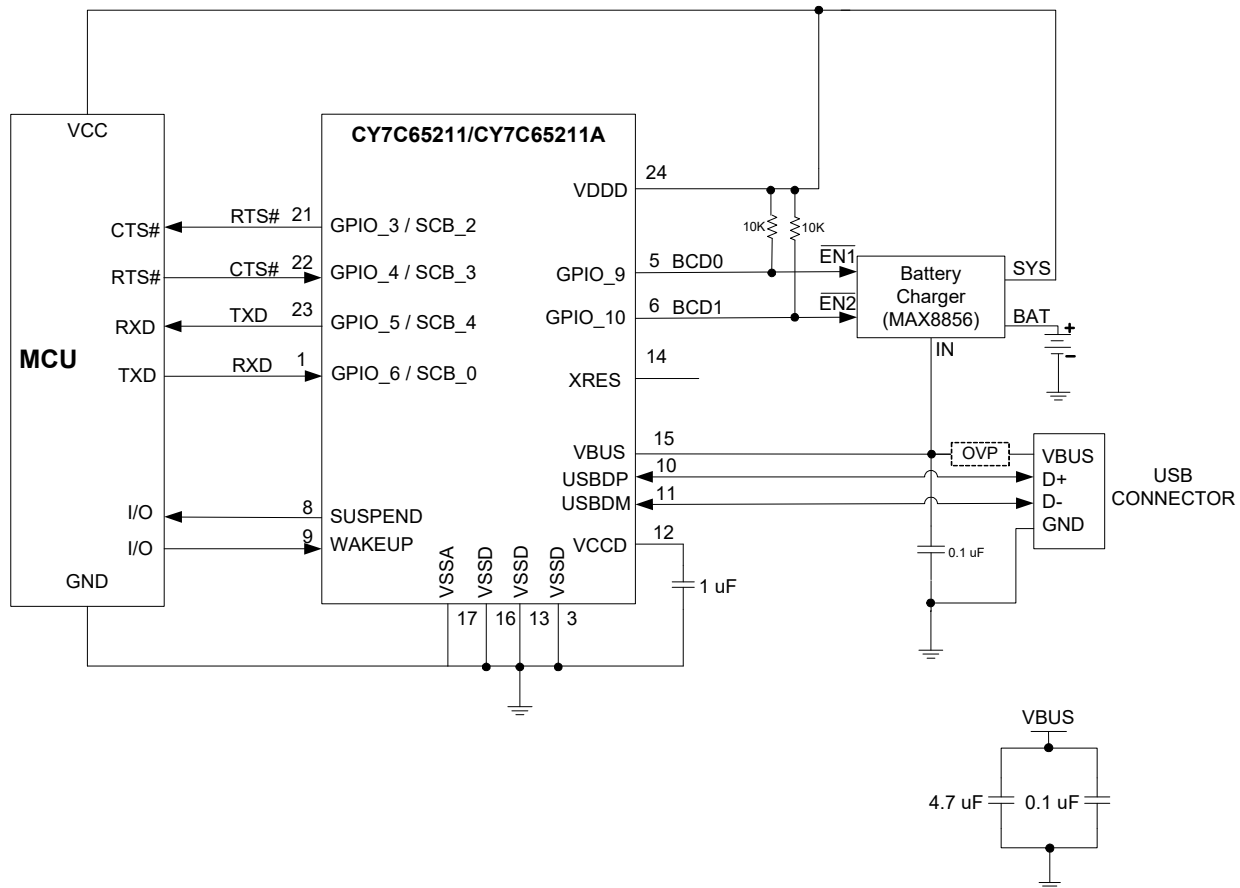 VCC
CTS#
RTS#
RXD
TXD
MCU
I/O
I/O
GND
RTS# 21
CTS# 22
TXD 23
RXD 1
8
9
CY7C65211/CY7C65211A
GPIO_3 / SCB_2
GPIO_4 / SCB_3
GPIO_5 / SCB_4
GPIO_6 / SCB_0
SUSPEND
WAKEUP
VDDD
GPIO_9
GPIO_10
XRES
VBUS
USBDP
USBDM
VCCD
VSSA
VSSD
VSSD
VSSD
17
16
13
3
24
10K
10K
5 BCD0
EN1
6 BCD1
EN2
14
15
10
11
12
1 uF
Battery
Charger
(MAX8856)
SYS
BAT
+
-
IN
OVP
0.1 uF
VBUS
D+
D-
GND
USB
CONNECTOR
VBUS
4.7 uF
0.1 uF